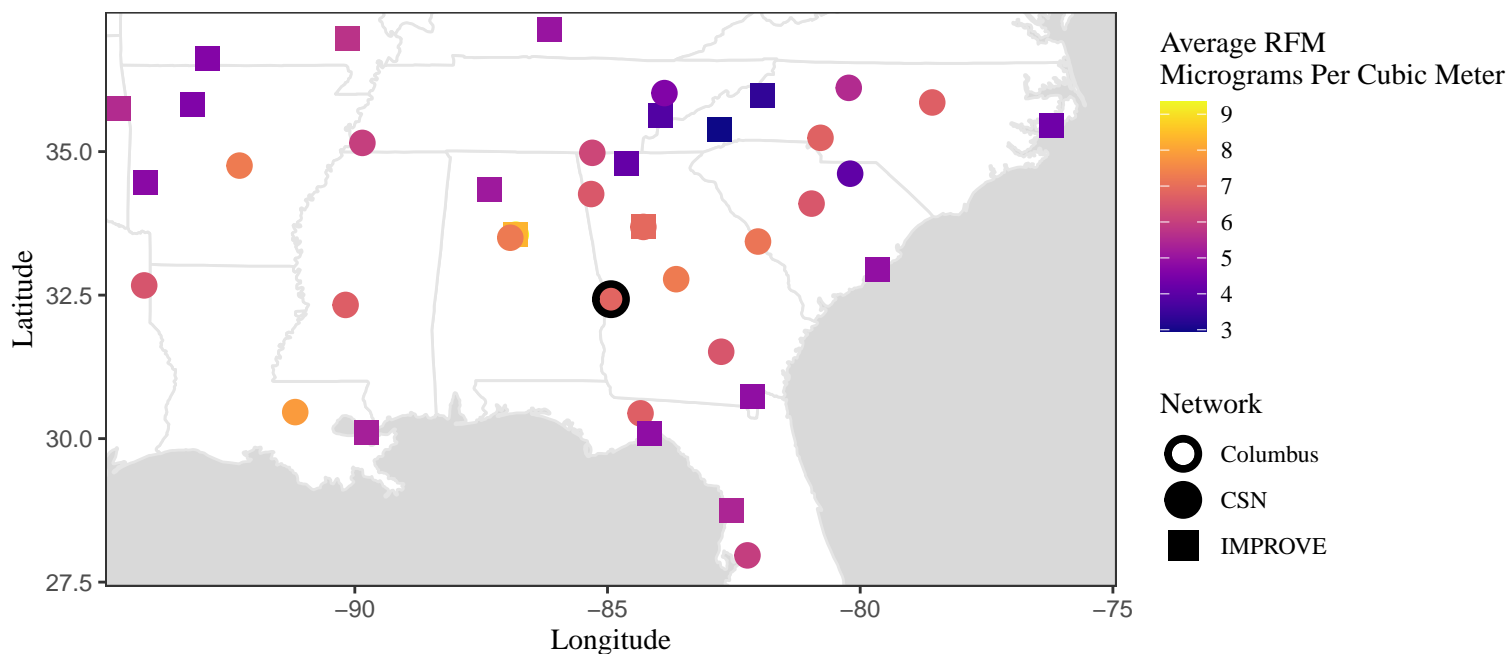 Average RFM
Micrograms Per Cubic Meter
9
8
7
6
5
4
3
Network
Columbus
CSN
IMPROVE
Latitude
35.0
32.5
30.0
27.5
−90
−85
−80
−75
Longitude